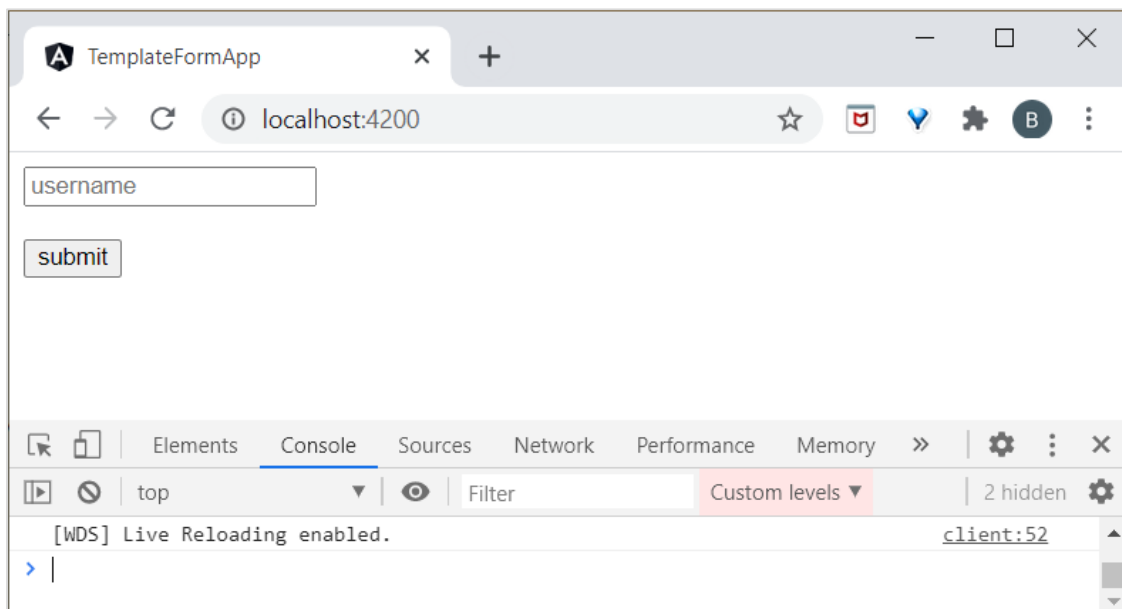 TemplateFormApp
localhost:4200
B
username
submit
Elements Console Sources Network Performance Memory »
top Filter Custom levels ▼ 2 hidden
[WDS] Live Reloading enabled. client:52
>